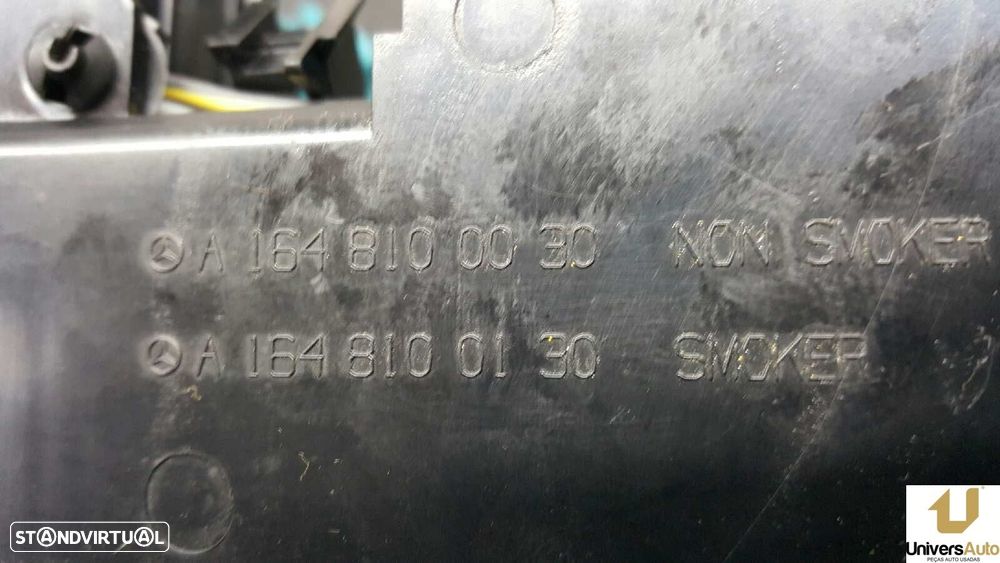 A 164 810 00 30 NON SMOKER
A 164 810 01 30 SMOKER
STANDVIRTUAL
UniversAuto
PEÇAS AUTO USADAS